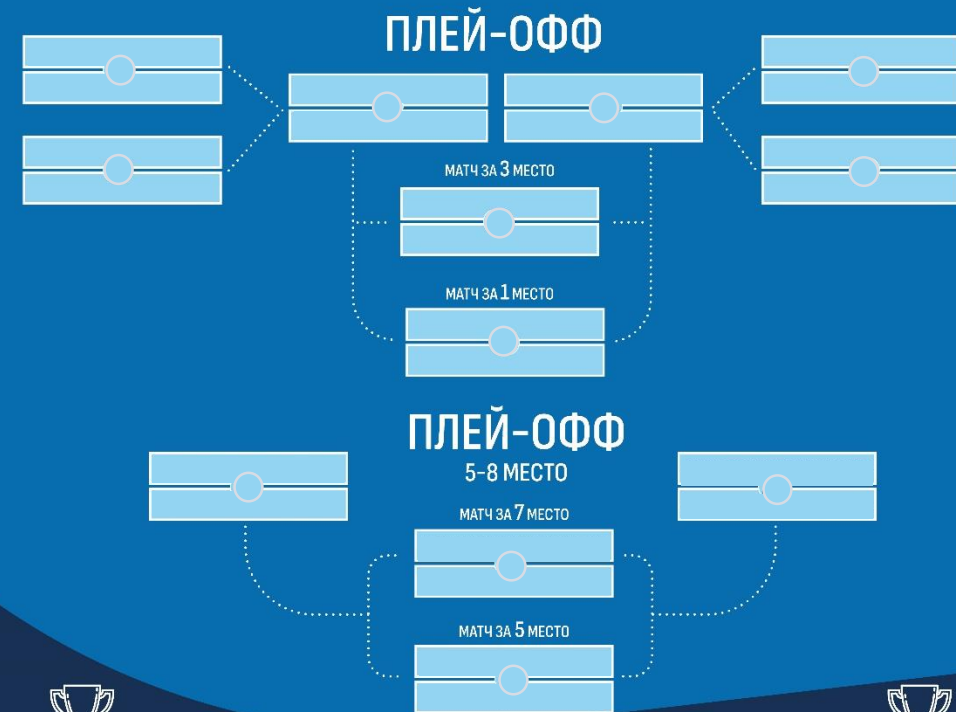 ПЛЕЙ-ОФФ
МАТЧ ЗА 3 МЕСТО
МАТЧ ЗА 1 МЕСТО
ПЛЕЙ-ОФФ
5-8 МЕСТО
МАТЧ ЗА 7 МЕСТО
МАТЧ ЗА 5 МЕСТО